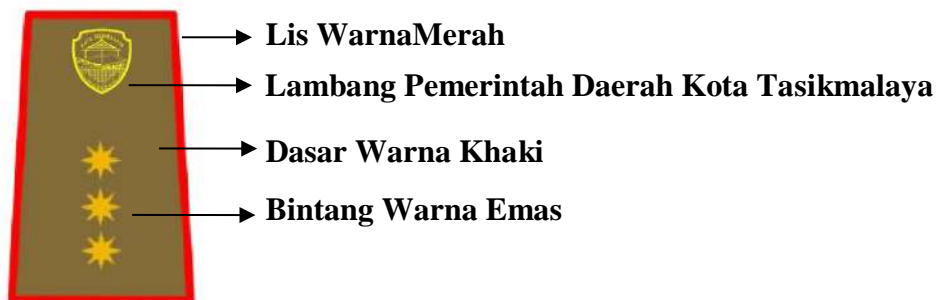 Lis WarnaMerah
Lambang Pemerintah Daerah Kota Tasikmalaya
Dasar Warna Khaki
Bintang Warna Emas